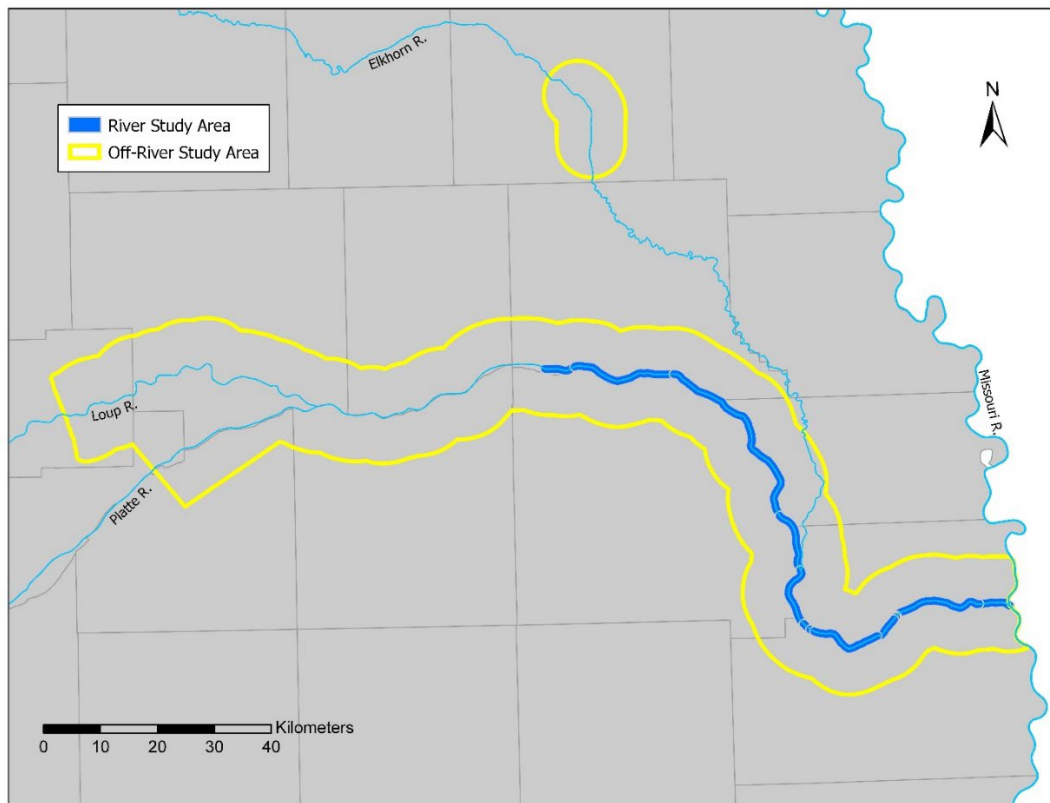 Elkhorn R.
N
River Study Area
Off-River Study Area
Missouri R.
Loup R.
Platte R.
Kilometers
0 10 20 30 40